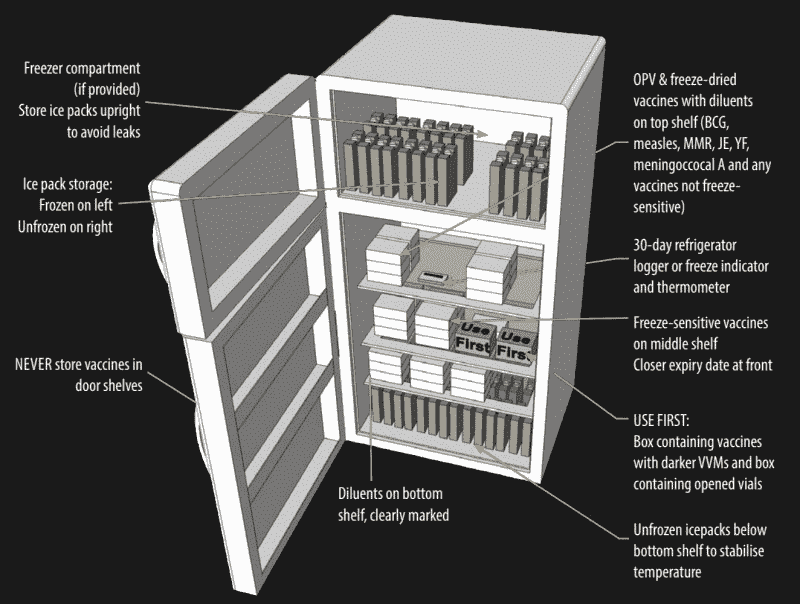 Freezer compartment
(if provided)
Store ice packs upright
to avoid leaks
Ice pack storage:
Frozen on left
Unfrozen on right
NEVER store vaccines in
door shelves
OPV & freeze-dried
vaccines with diluents
on top shelf (BCG,
measles, MMR, JE, YF,
meningoccocal A and any
vaccines not freeze-
sensitive)
30-day refrigerator
logger or freeze indicator
and thermometer
Freeze-sensitive vaccines
on middle shelf
Closer expiry date at front
Use
First
Use
First
USE FIRST:
Box containing vaccines
with darker VVMs and box
containing opened vials
Diluents on bottom
shelf, clearly marked
Unfrozen icepacks below
bottom shelf to stabilise
temperature